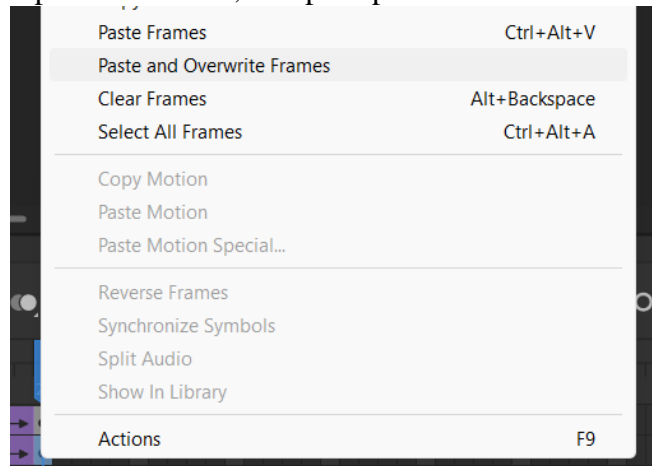 Paste Frames Ctrl+Alt+V
Paste and Overwrite Frames
Clear Frames Alt+Backspace
Select All Frames Ctrl+Alt+A
Copy Motion
Paste Motion
Paste Motion Special...
Reverse Frames
Synchronize Symbols
Split Audio
Show In Library
Actions F9